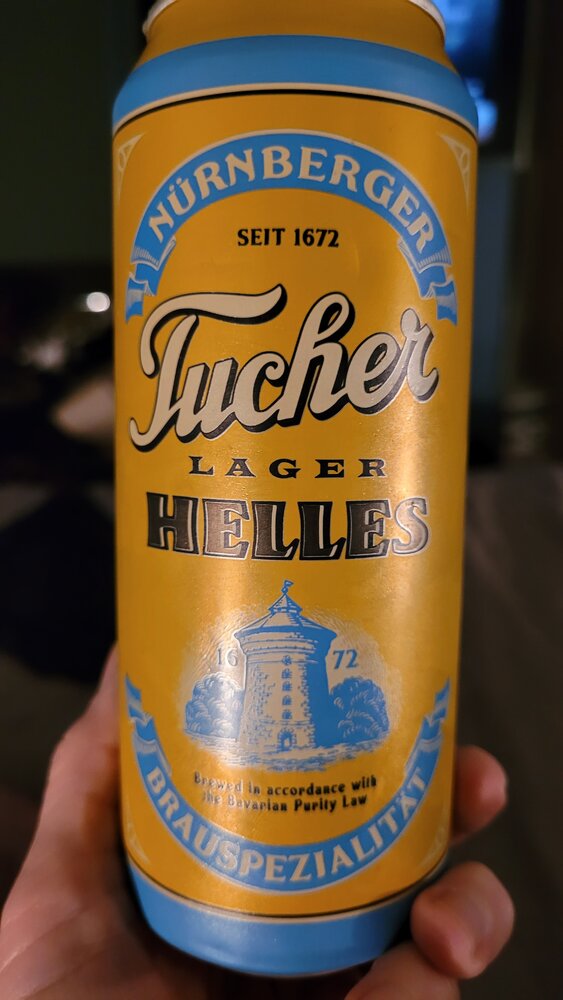 NÜRNBERGER
SEIT 1672
Tucher
LAGER
HELLES
16 72
Brewed in accordance with
the Bavarian Purity Law
BRAUSPEZIALITÄT